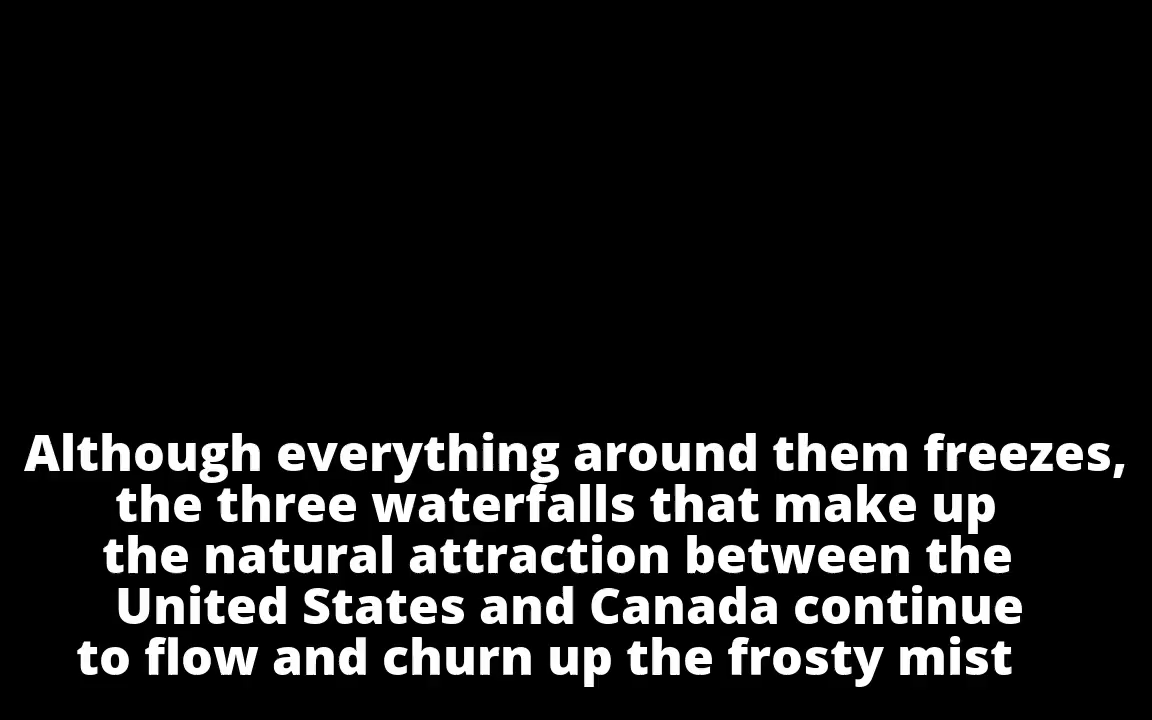 Although everything around them freezes,
the three waterfalls that make up
the natural attraction between the
United States and Canada continue
to flow and churn up the frosty mist